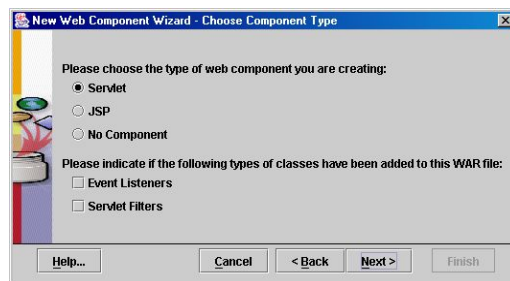 New Web Component Wizard - Choose Component Type
Please choose the type of web component you are creating:
Servlet
JSP
No Component
Please indicate if the following types of classes have been added to this WAR file:
Event Listeners
Servlet Filters
Help... Cancel < Back Next > Finish